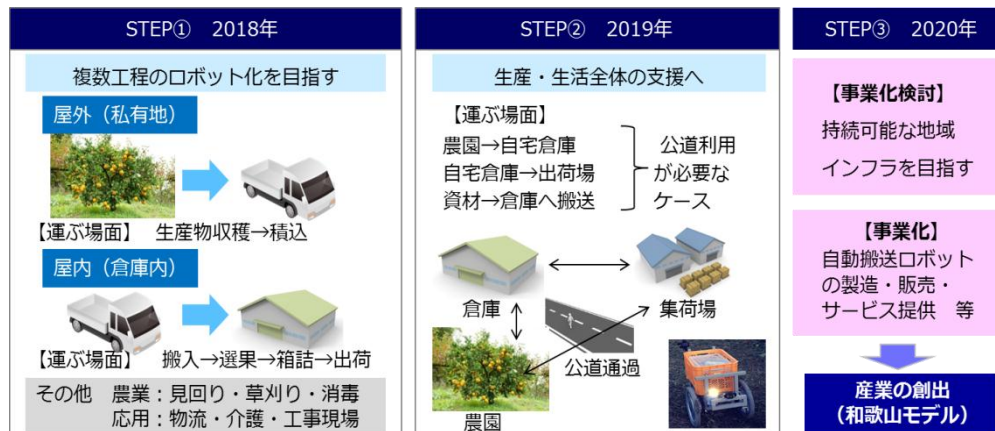 STEP① 2018年
複数工程のロボット化を目指す
屋外（私有地）
【運ぶ場面】 生産物収穫→積込
屋内（倉庫内）
【運ぶ場面】 搬入→選果→箱詰→出荷
その他 農業：見回り・草刈り・消毒
応用：物流・介護・工事現場
STEP② 2019年
生産・生活全体の支援へ
【運ぶ場面】
農園→自宅倉庫
自宅倉庫→出荷場
資材→倉庫へ搬送
公道利用
が必要な
ケース
倉庫
集荷場
公道通過
農園
STEP③ 2020年
【事業化検討】
持続可能な地域
インフラを目指す
【事業化】
自動搬送ロボット
の製造・販売・
サービス提供 等
産業の創出
（和歌山モデル）